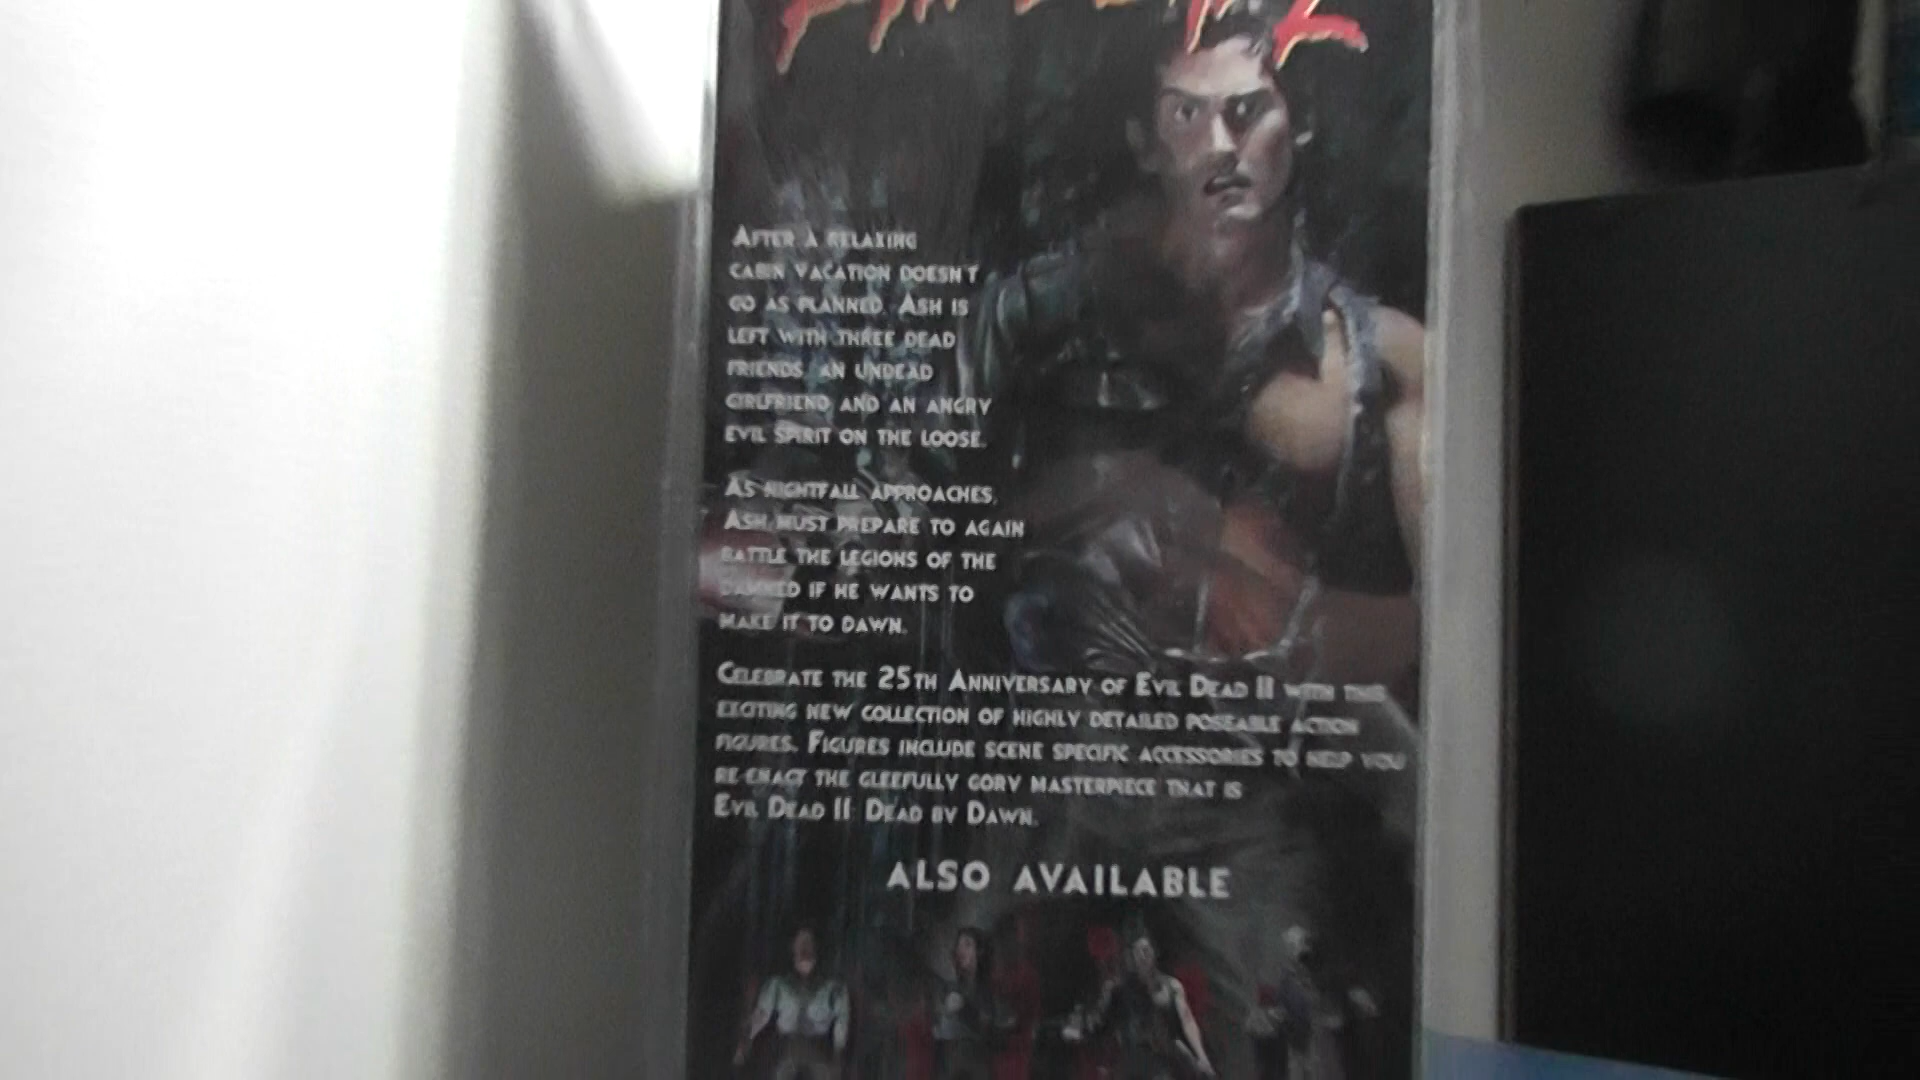 After a relaxing
cabin vacation doesn't
go as planned, Ash is
left with three dead
friends, an undead
girlfriend and an angry
evil spirit on the loose.
As nightfall approaches,
Ash must prepare to again
battle the legions of the
damned if he wants to
make it to dawn.
Celebrate the 25th Anniversary of Evil Dead II with this
exciting new collection of highly detailed poseable action
figures. Figures include scene specific accessories to help you
re-enact the gleefully gory masterpiece that is
Evil Dead II: Dead by Dawn.
ALSO AVAILABLE